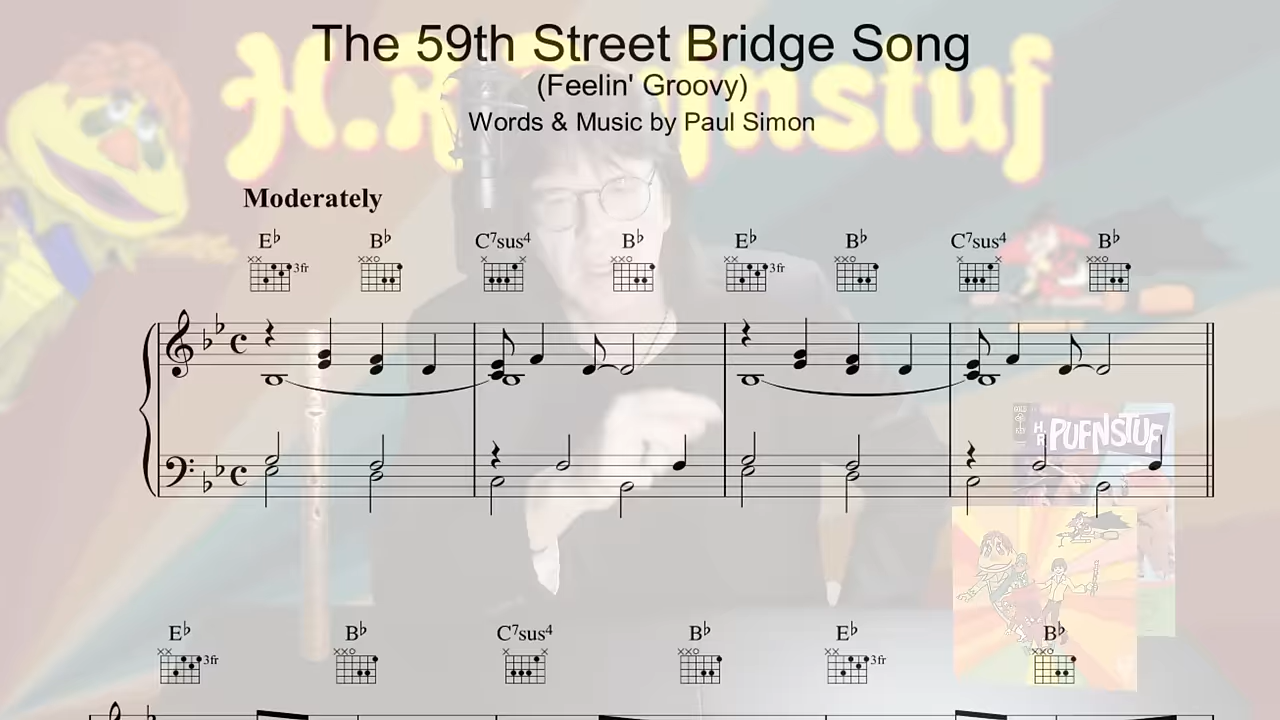 The 59th Street Bridge Song
(Feelin' Groovy)
Words & Music by Paul Simon
H.R. Pufnstuf
Moderately
E♭ B♭ C7sus4 B♭ E♭ B♭ C7sus4 B♭
3fr 3fr
H.R. PUFNSTUF
E♭ B♭ C7sus4 B♭ E♭ B♭
3fr 3fr